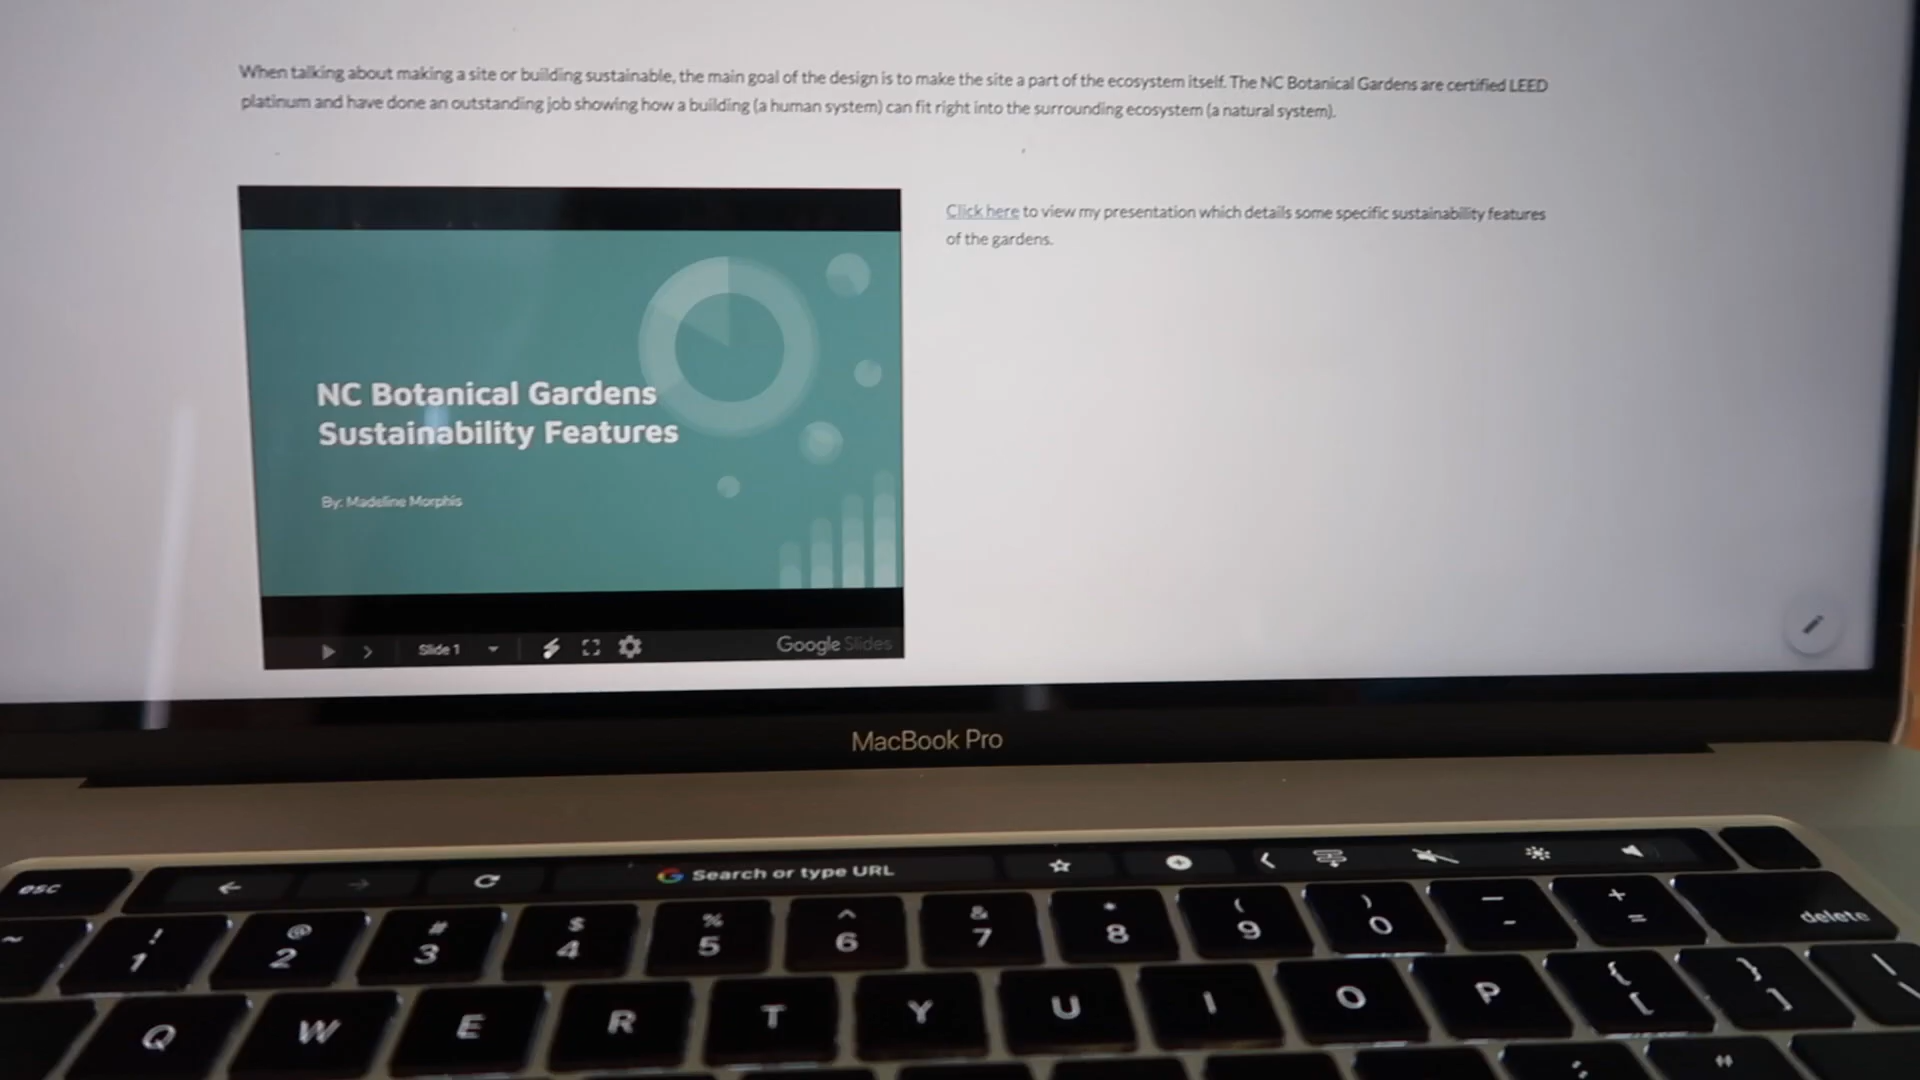 When talking about making a site or building sustainable, the main goal of the design is to make the site a part of the ecosystem itself. The NC Botanical Gardens are certified LEED
platinum and have done an outstanding job showing how a building (a human system) can fit right into the surrounding ecosystem (a natural system).
Click here to view my presentation which details some specific sustainability features
of the gardens.
NC Botanical Gardens
Sustainability Features
By: Madeline Morphis
Slide 1
Google Slides
MacBook Pro
esc
Search or type URL
~ ! @ # $ % ^ & * ( ) — +
1 2 3 4 5 6 7 8 9 0 - = delete
{ } |
Q W E R T Y U I O P [ ] \
"